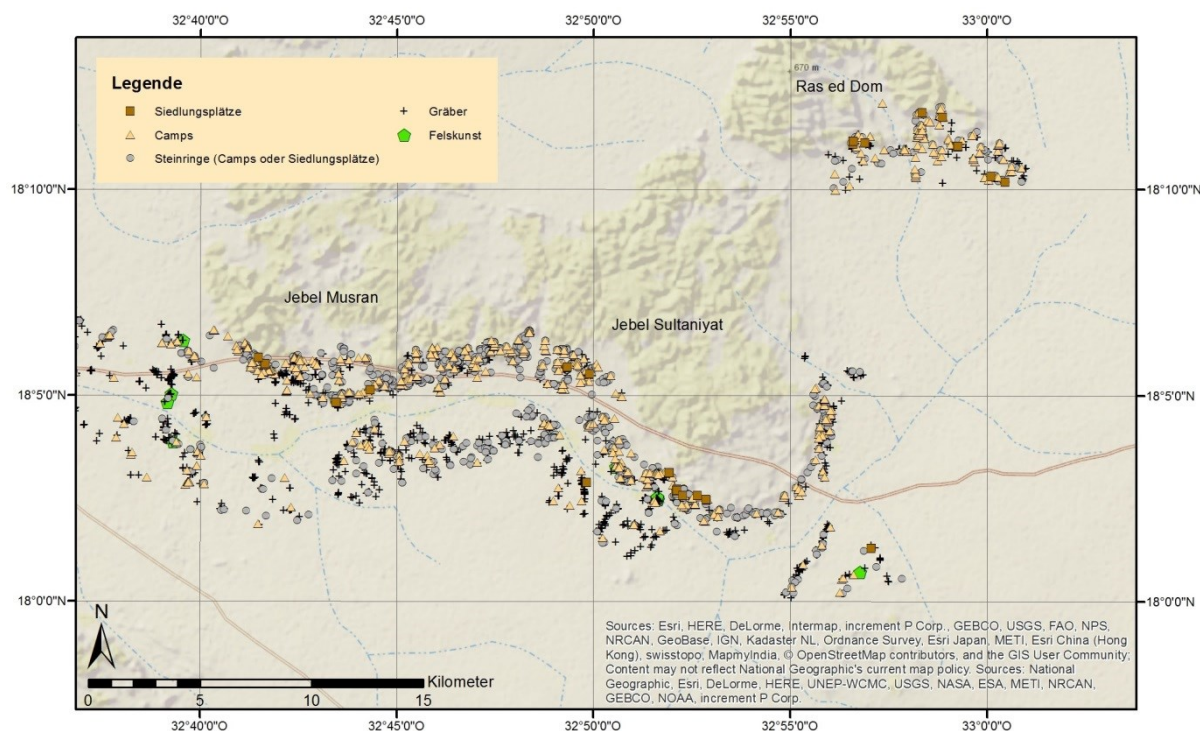 32°40'0"O 32°45'0"O 32°50'0"O 32°55'0"O 33°0'0"O
670 m
Ras ed Dom
Legende
Siedlungsplätze
Gräber
Camps
Felskunst
Steinringe (Camps oder Siedlungsplätze)
18°10'0"N 18°10'0"N
Jebel Musran
Jebel Sultaniyat
18°5'0"N 18°5'0"N
18°0'0"N 18°0'0"N
N
Sources: Esri, HERE, DeLorme, Intermap, increment P Corp., GEBCO, USGS, FAO, NPS,
NRCAN, GeoBase, IGN, Kadaster NL, Ordnance Survey, Esri Japan, METI, Esri China (Hong
Kong), swisstopo, MapmyIndia, © OpenStreetMap contributors, and the GIS User Community;
Content may not reflect National Geographic's current map policy. Sources: National
Geographic, Esri, DeLorme, HERE, UNEP-WCMC, USGS, NASA, ESA, METI, NRCAN,
GEBCO, NOAA, increment P Corp.
Kilometer
0 5 10 15
32°40'0"O 32°45'0"O 32°50'0"O 32°55'0"O 33°0'0"O